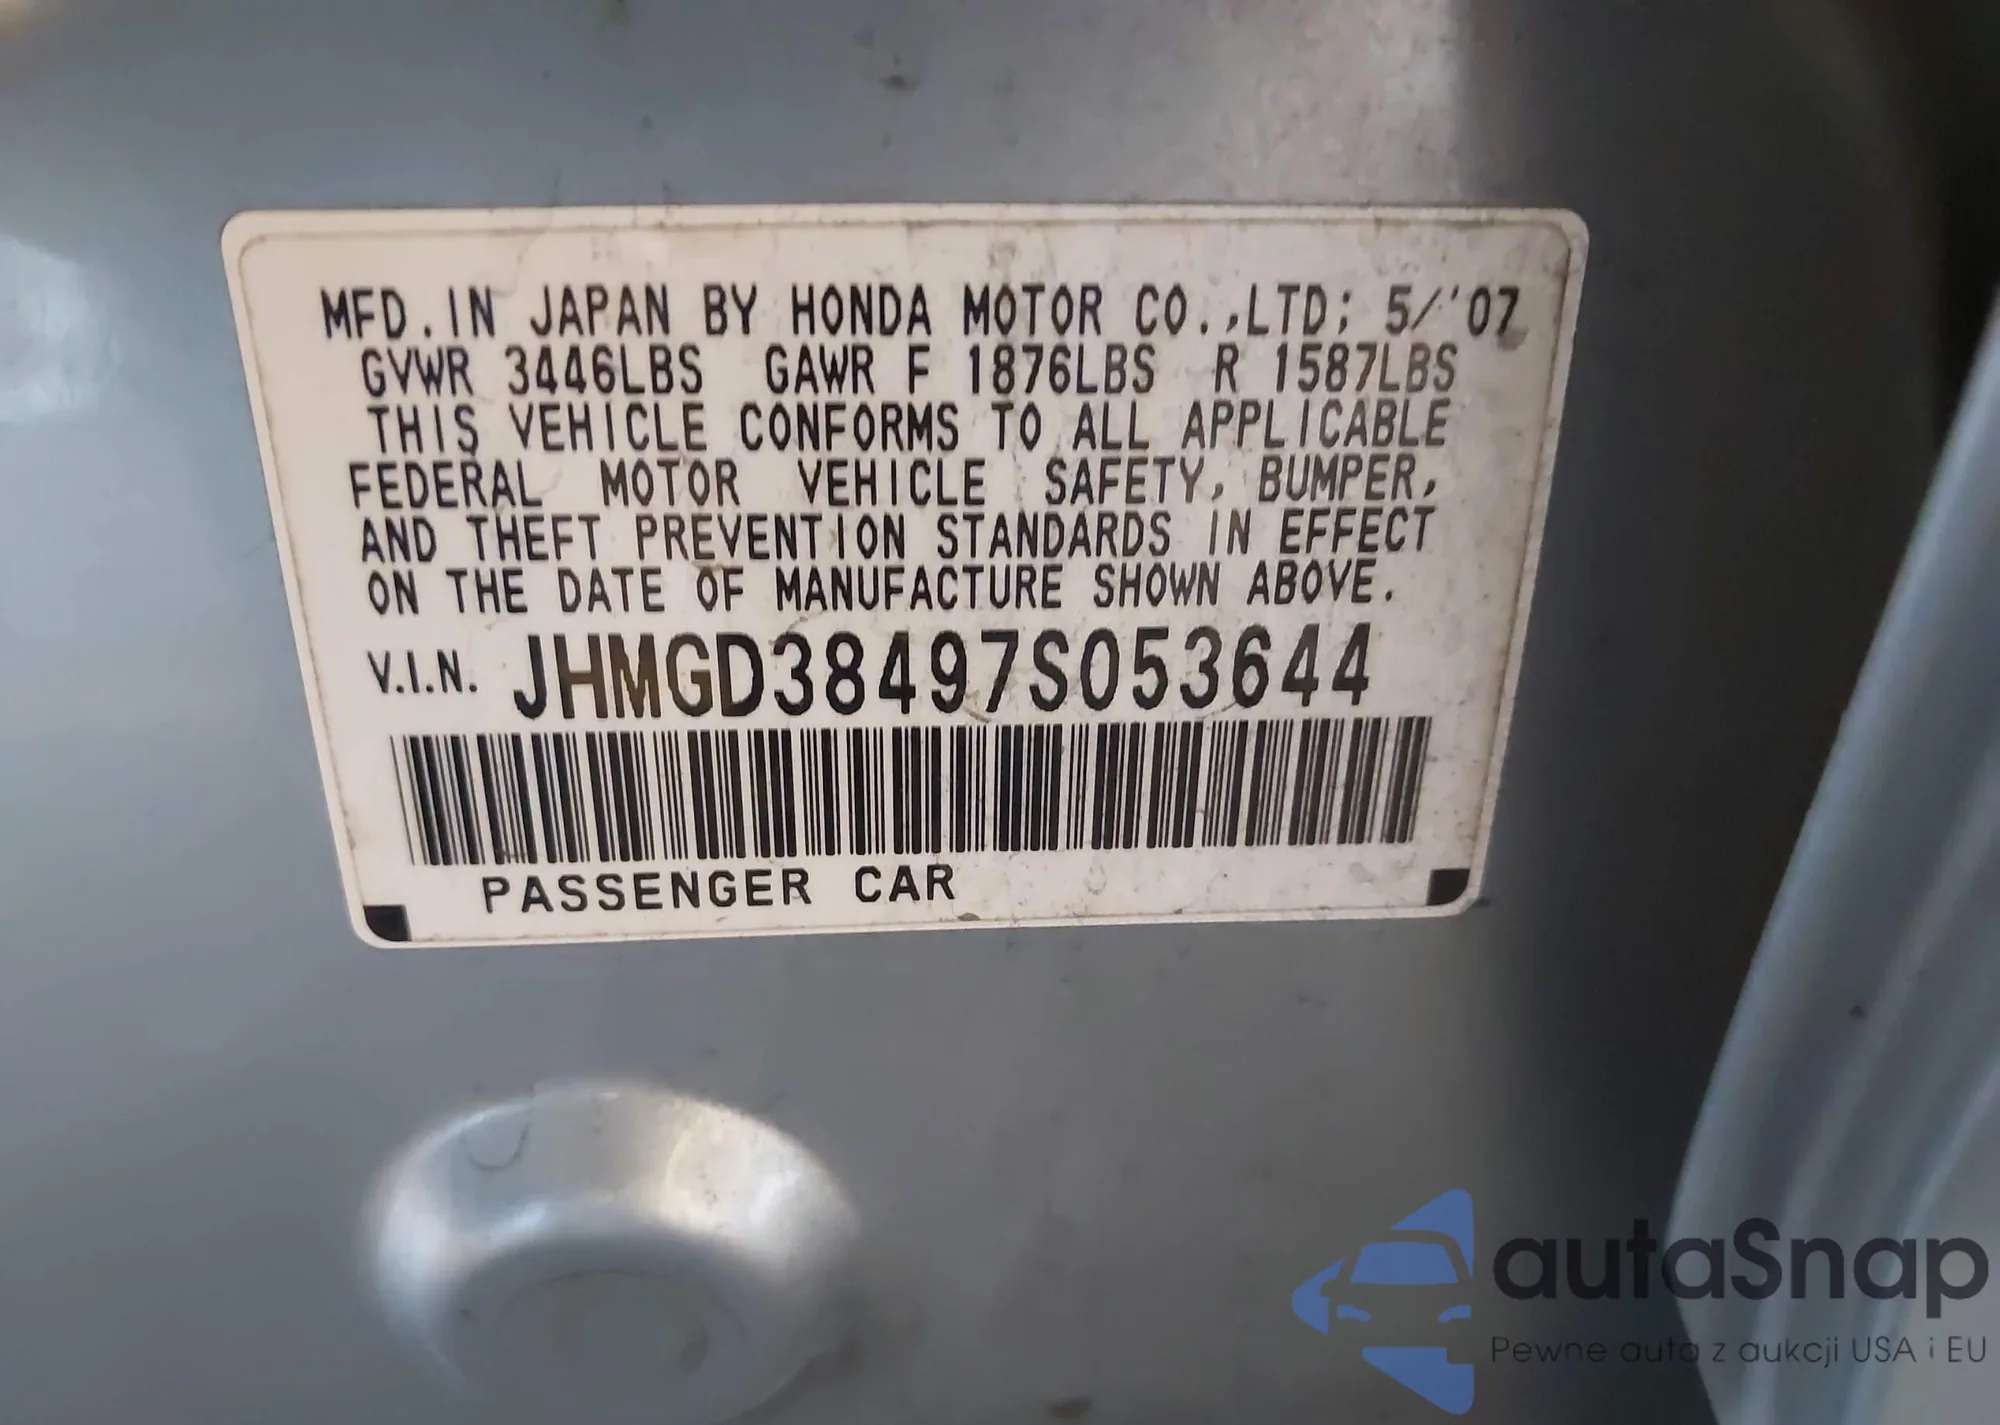 MFD. IN JAPAN BY HONDA MOTOR CO.,LTD; 5/'07
GVWR 3446LBS GAWR F 1876LBS R 1587LBS
THIS VEHICLE CONFORMS TO ALL APPLICABLE
FEDERAL MOTOR VEHICLE SAFETY, BUMPER,
AND THEFT PREVENTION STANDARDS IN EFFECT
ON THE DATE OF MANUFACTURE SHOWN ABOVE.
V.I.N. JHMGD38497S053644
PASSENGER CAR
autaSnap
Pewne auta z aukcji USA i EU